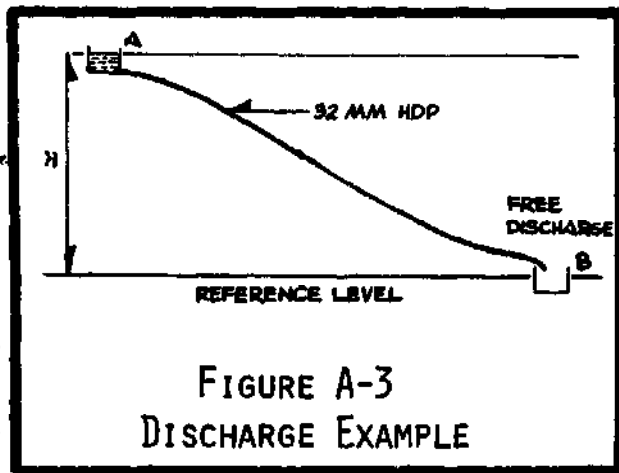 A
32 MM HDP
H
FREE
DISCHARGE
B
REFERENCE LEVEL
FIGURE A-3
DISCHARGE EXAMPLE